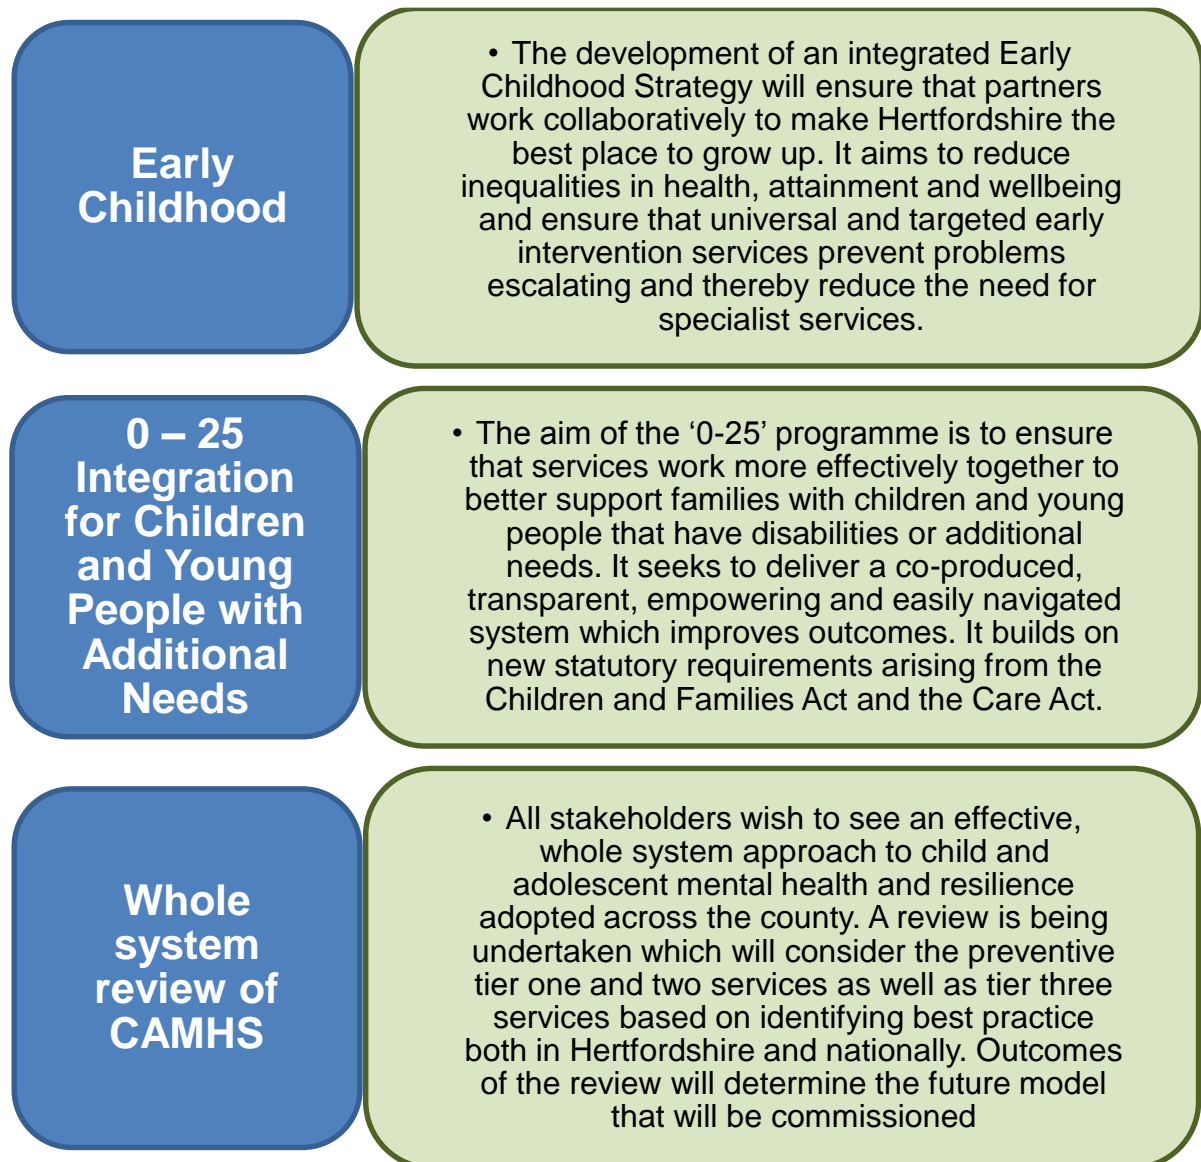 Early
Childhood
• The development of an integrated Early
Childhood Strategy will ensure that partners
work collaboratively to make Hertfordshire the
best place to grow up. It aims to reduce
inequalities in health, attainment and wellbeing
and ensure that universal and targeted early
intervention services prevent problems
escalating and thereby reduce the need for
specialist services.
0 – 25
Integration
for Children
and Young
People with
Additional
Needs
• The aim of the ‘0-25’ programme is to ensure
that services work more effectively together to
better support families with children and young
people that have disabilities or additional
needs. It seeks to deliver a co-produced,
transparent, empowering and easily navigated
system which improves outcomes. It builds on
new statutory requirements arising from the
Children and Families Act and the Care Act.
Whole
system
review of
CAMHS
• All stakeholders wish to see an effective,
whole system approach to child and
adolescent mental health and resilience
adopted across the county. A review is being
undertaken which will consider the preventive
tier one and two services as well as tier three
services based on identifying best practice
both in Hertfordshire and nationally. Outcomes
of the review will determine the future model
that will be commissioned